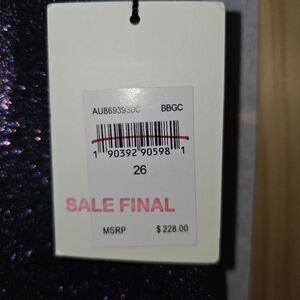 AU8693930C BBGC
1 90392 90598 1
26
SALE FINAL
MSRP $ 228.00